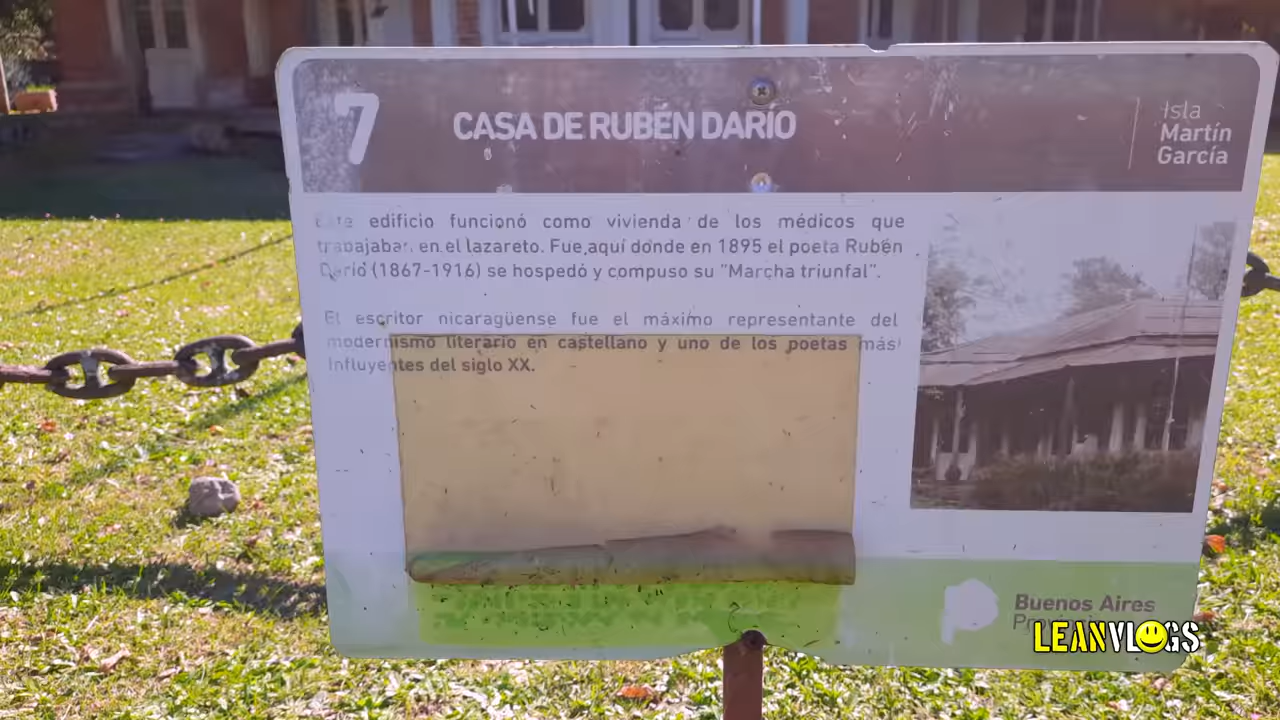 7
CASA DE RUBÉN DARÍO
Isla
Martín
García
Este edificio funcionó como vivienda de los médicos que
trabajaban en el lazareto. Fue aquí donde en 1895 el poeta Rubén
Darío (1867-1916) se hospedó y compuso su "Marcha triunfal".
El escritor nicaragüense fue el máximo representante del
modernismo literario en castellano y uno de los poetas más
influyentes del siglo XX.
Buenos Aires
LEANVLOGS